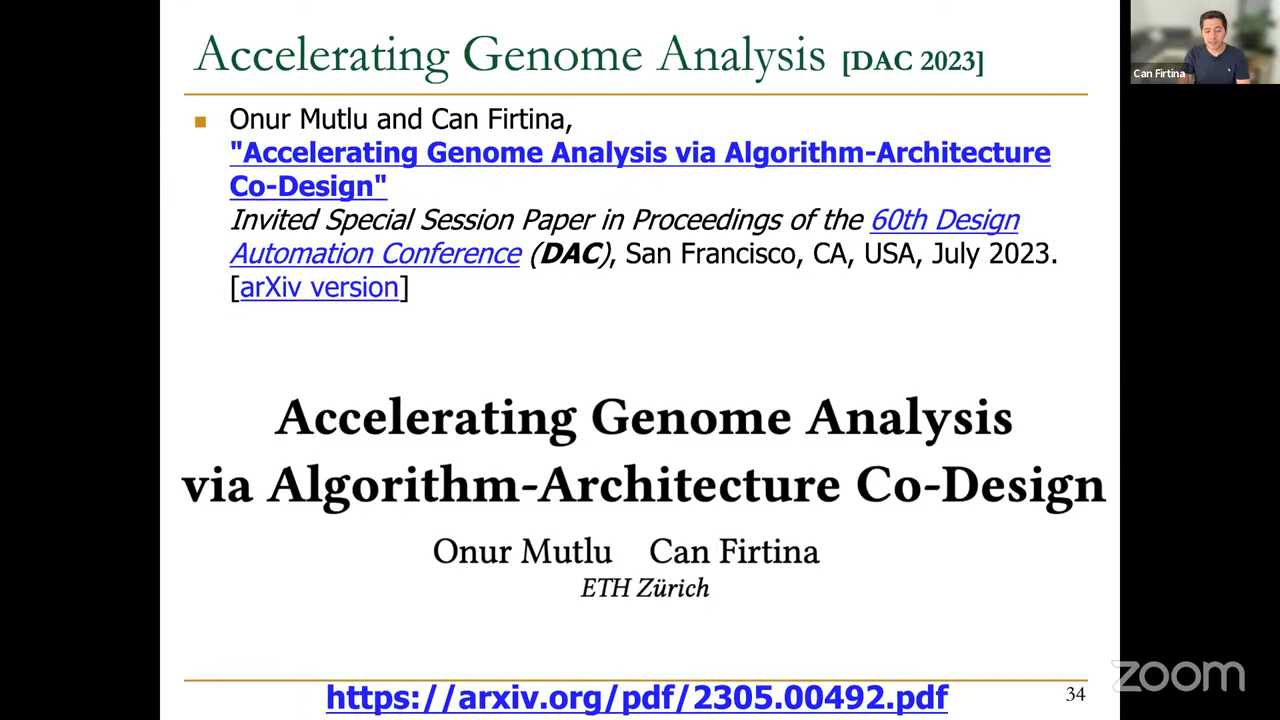 Accelerating Genome Analysis [DAC 2023]
Can Firtina
Onur Mutlu and Can Firtina,
"Accelerating Genome Analysis via Algorithm-Architecture
Co-Design"
Invited Special Session Paper in Proceedings of the 60th Design
Automation Conference (DAC), San Francisco, CA, USA, July 2023.
[arXiv version]
Accelerating Genome Analysis
via Algorithm-Architecture Co-Design
Onur Mutlu Can Firtina
ETH Zürich
https://arxiv.org/pdf/2305.00492.pdf
34
zoom